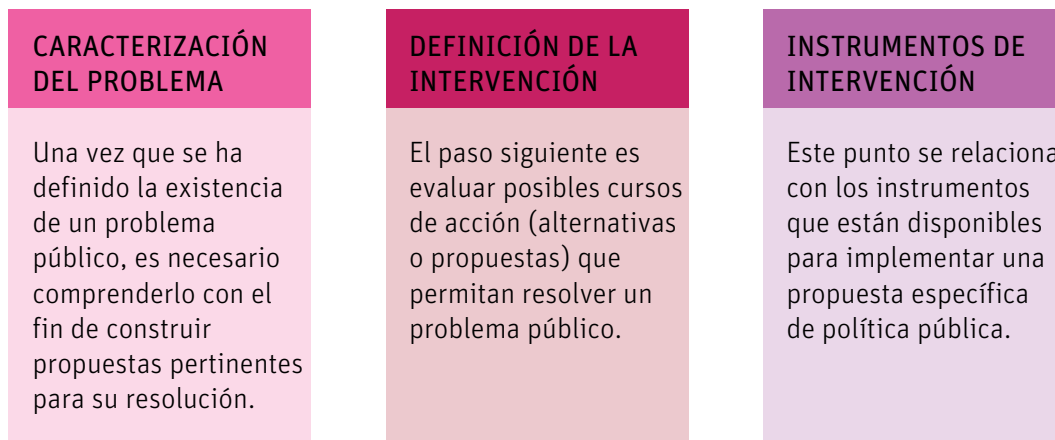 CARACTERIZACIÓN
DEL PROBLEMA
Una vez que se ha
definido la existencia
de un problema
público, es necesario
comprenderlo con el
fin de construir
propuestas pertinentes
para su resolución.
DEFINICIÓN DE LA
INTERVENCIÓN
El paso siguiente es
evaluar posibles cursos
de acción (alternativas
o propuestas) que
permitan resolver un
problema público.
INSTRUMENTOS DE
INTERVENCIÓN
Este punto se relaciona
con los instrumentos
que están disponibles
para implementar una
propuesta específica
de política pública.